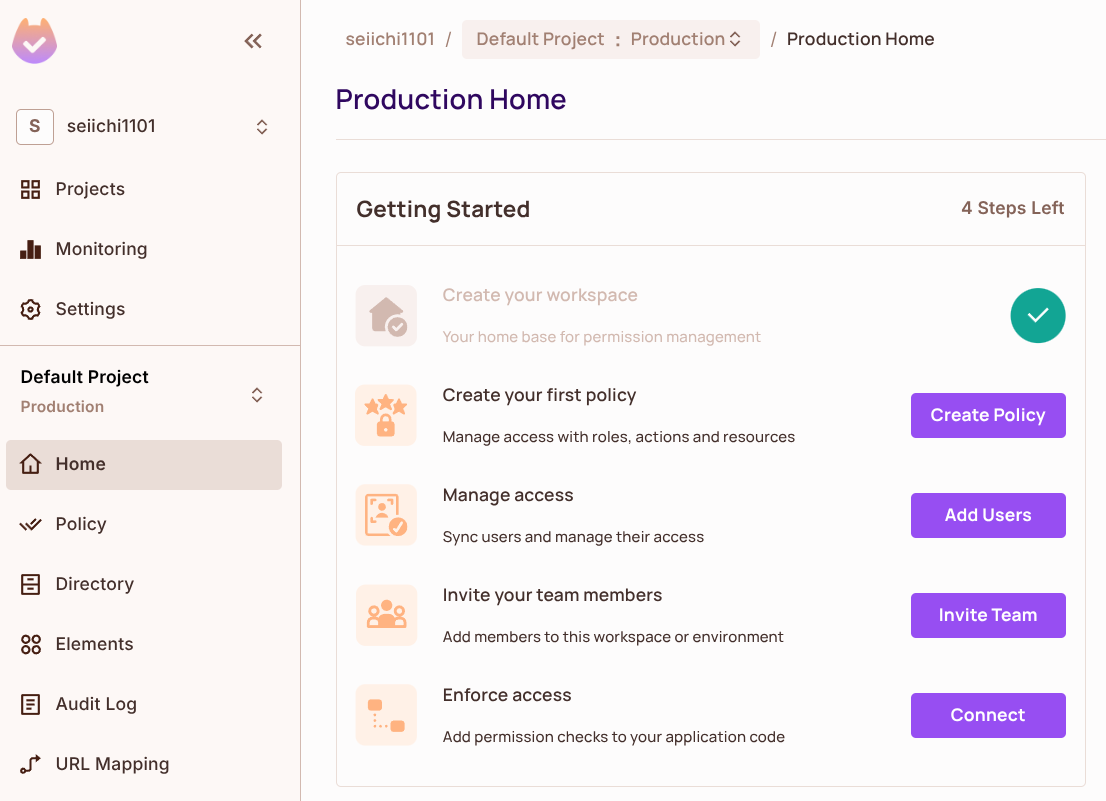 seiichi1101 / Default Project : Production / Production Home
S seiichi1101
Projects
Monitoring
Settings
Default Project
Production
Home
Policy
Directory
Elements
Audit Log
URL Mapping
Production Home
Getting Started
4 Steps Left
Create your workspace
Your home base for permission management
Create your first policy
Manage access with roles, actions and resources
Create Policy
Manage access
Sync users and manage their access
Add Users
Invite your team members
Add members to this workspace or environment
Invite Team
Enforce access
Add permission checks to your application code
Connect